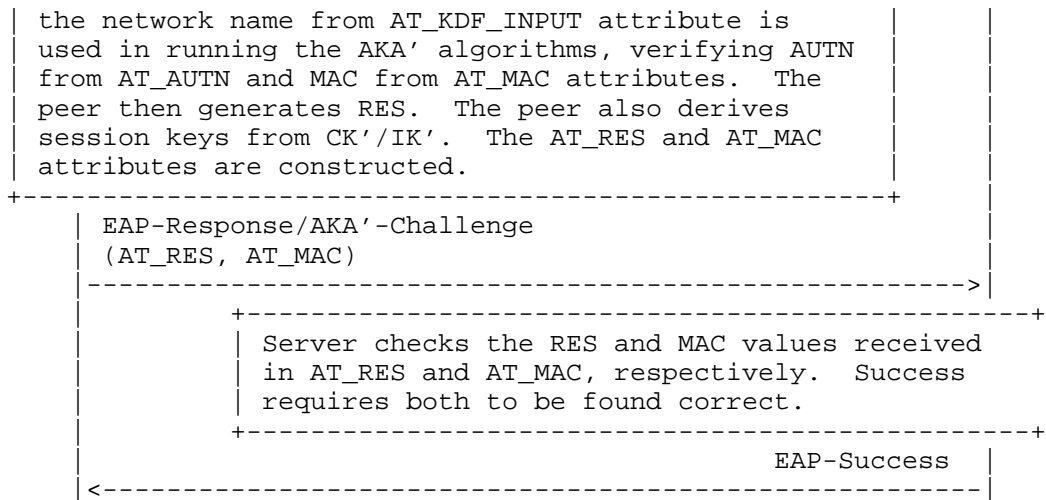 the network name from AT_KDF_INPUT attribute is
used in running the AKA' algorithms, verifying AUTN
from AT_AUTN and MAC from AT_MAC attributes.  The
peer then generates RES.  The peer also derives
session keys from CK'/IK'.  The AT_RES and AT_MAC
attributes are constructed.
EAP-Response/AKA'-Challenge
(AT_RES, AT_MAC)
Server checks the RES and MAC values received
in AT_RES and AT_MAC, respectively.  Success
requires both to be found correct.
EAP-Success